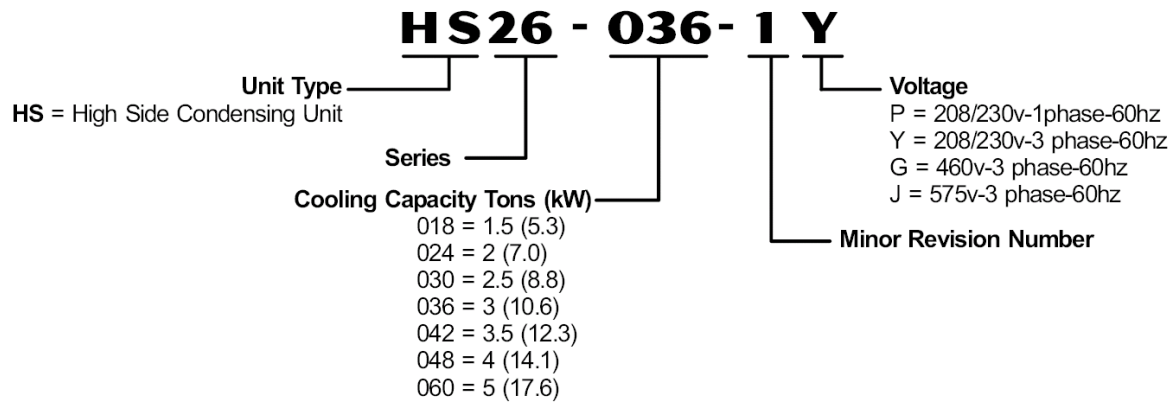 HS26 - 036 - 1 Y
Unit Type
HS = High Side Condensing Unit
Series
Cooling Capacity Tons (kW)
018 = 1.5 (5.3)
024 = 2 (7.0)
030 = 2.5 (8.8)
036 = 3 (10.6)
042 = 3.5 (12.3)
048 = 4 (14.1)
060 = 5 (17.6)
Voltage
P = 208/230v-1phase-60hz
Y = 208/230v-3 phase-60hz
G = 460v-3 phase-60hz
J = 575v-3 phase-60hz
Minor Revision Number